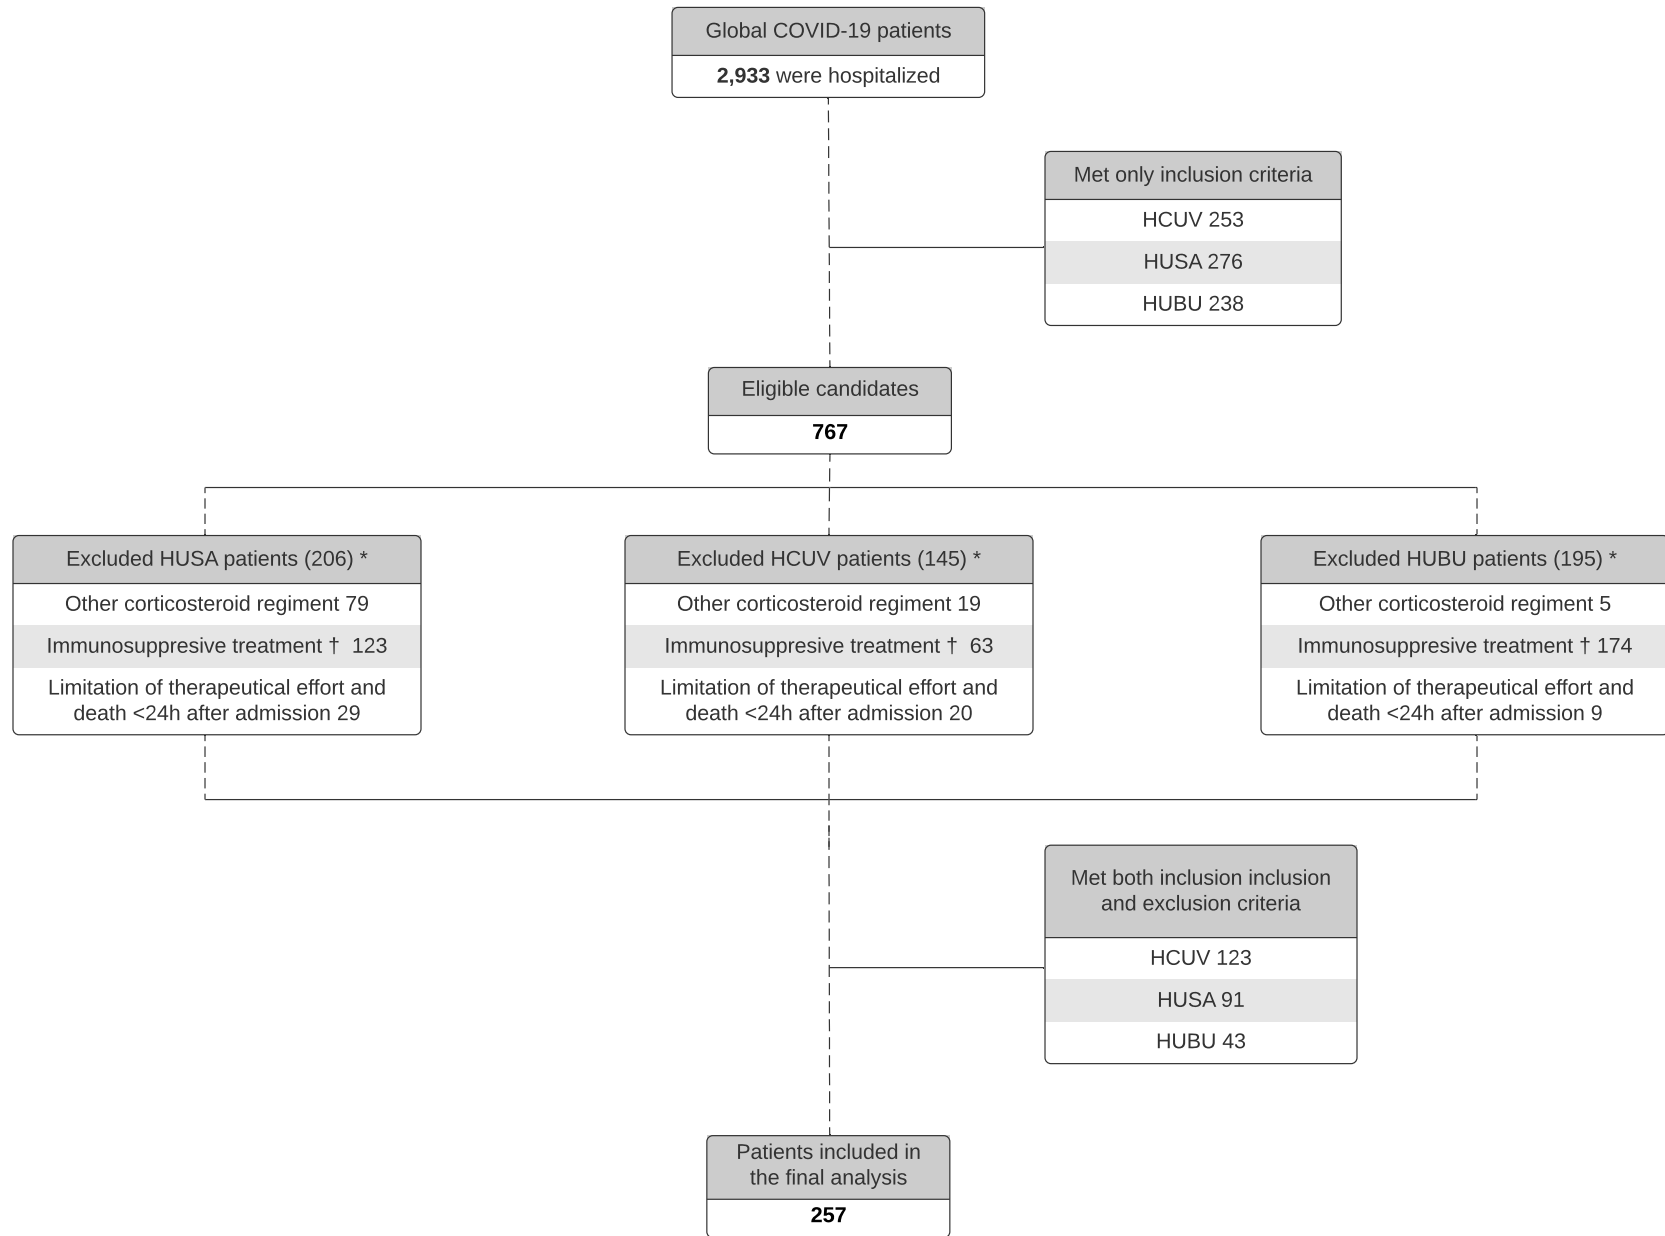 Global COVID-19 patients
2,933 were hospitalized
Met only inclusion criteria
HCUV 253
HUSA 276
HUBU 238
Eligible candidates
767
Excluded HUSA patients (206) *
Other corticosteroid regiment 79
Immunosuppresive treatment † 123
Limitation of therapeutical effort and
death <24h after admission 29
Excluded HCUV patients (145) *
Other corticosteroid regiment 19
Immunosuppresive treatment † 63
Limitation of therapeutical effort and
death <24h after admission 20
Excluded HUBU patients (195) *
Other corticosteroid regiment 5
Immunosuppresive treatment † 174
Limitation of therapeutical effort and
death <24h after admission 9
Met both inclusion inclusion
and exclusion criteria
HCUV 123
HUSA 91
HUBU 43
Patients included in
the final analysis
257